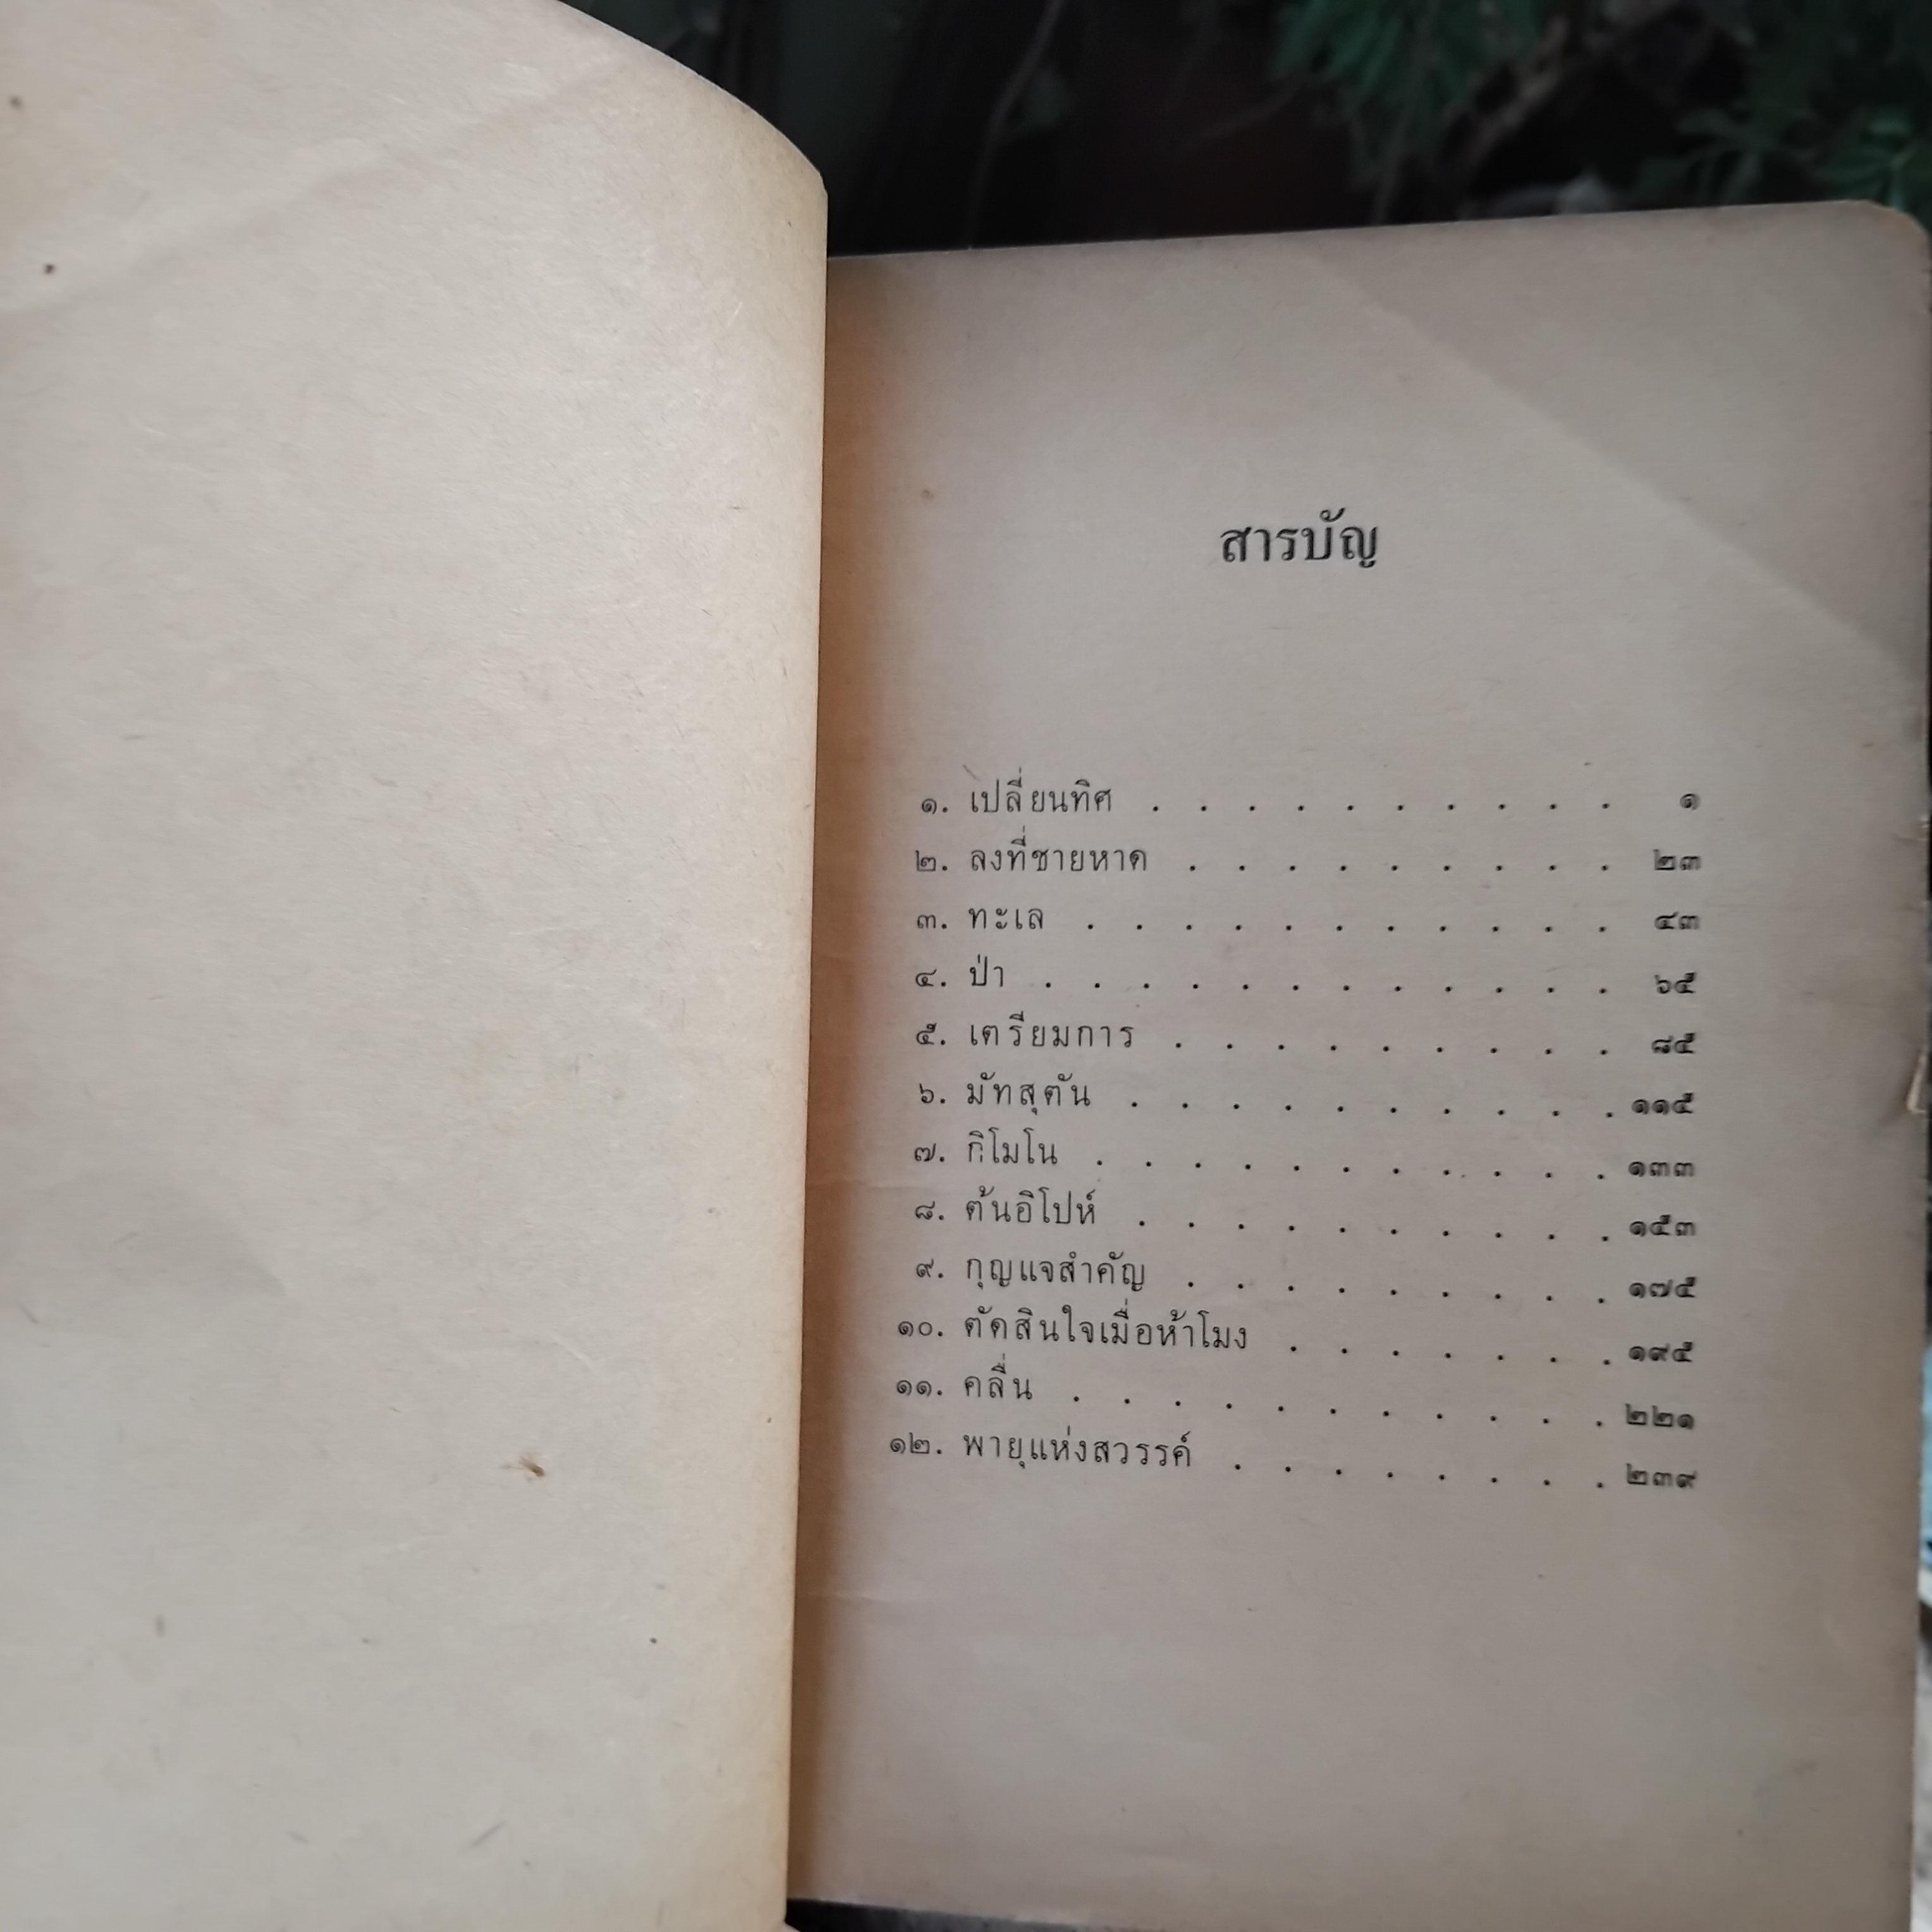 สารบัญ
๑. เปลี่ยนทิศ . . . . . . . . . . ๑
๒. ลงที่ชายหาด . . . . . . . . . ๒๓
๓. ทะเล . . . . . . . . . . . ๔๓
๔. ป่า . . . . . . . . . . . . ๖๕
๕. เตรียมการ . . . . . . . . . ๘๕
๖. มัทสุตัน . . . . . . . . . . ๑๑๕
๗. กิโมโน . . . . . . . . . . . ๑๓๓
๘. ต้นอิโปห์ . . . . . . . . . . ๑๕๓
๙. กุญแจสำคัญ . . . . . . . . . ๑๗๕
๑๐. ตัดสินใจเมื่อห้าโมง . . . . . . . ๑๙๕
๑๑. คลื่น . . . . . . . . . . . ๒๒๑
๑๒. พายุแห่งสวรรค์ . . . . . . . . ๒๓๙